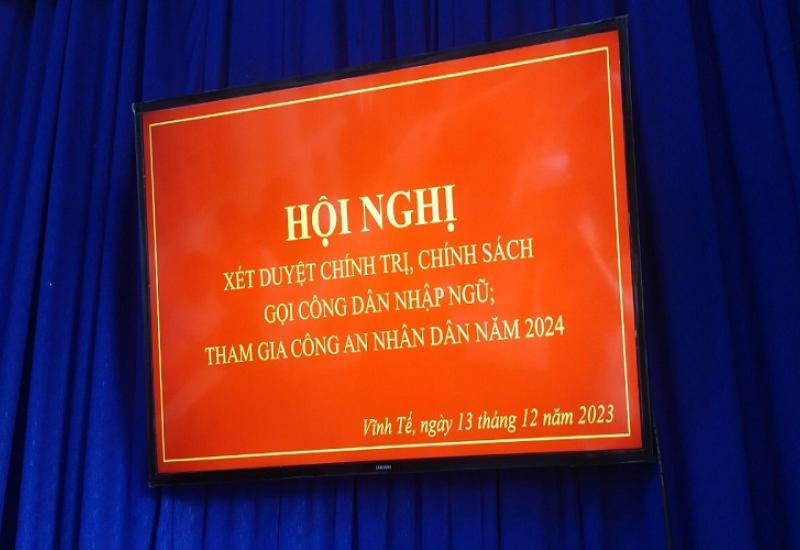 HỘI NGHỊ
XÉT DUYỆT CHÍNH TRỊ, CHÍNH SÁCH
GỌI CÔNG DÂN NHẬP NGŨ;
THAM GIA CÔNG AN NHÂN DÂN NĂM 2024
Vĩnh Tế, ngày 13 tháng 12 năm 2023
SAMSUNG